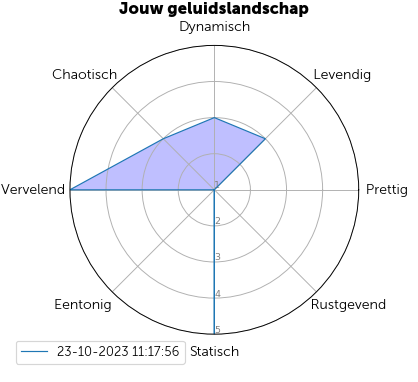 Jouw geluidslandschap
Dynamisch
Chaotisch
Levendig
Vervelend
1
Prettig
2
3
4
Eentonig
Rustgevend
5
23-10-2023 11:17:56
Statisch